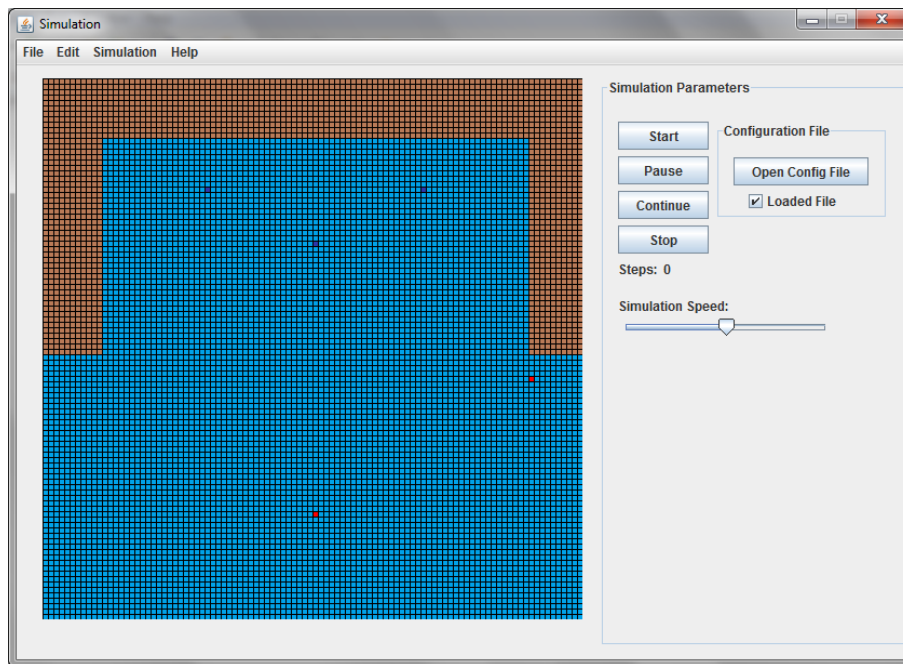 Simulation
File Edit Simulation Help
Simulation Parameters
Start
Configuration File
Pause
Open Config File
Continue
Loaded File
Stop
Steps: 0
Simulation Speed: